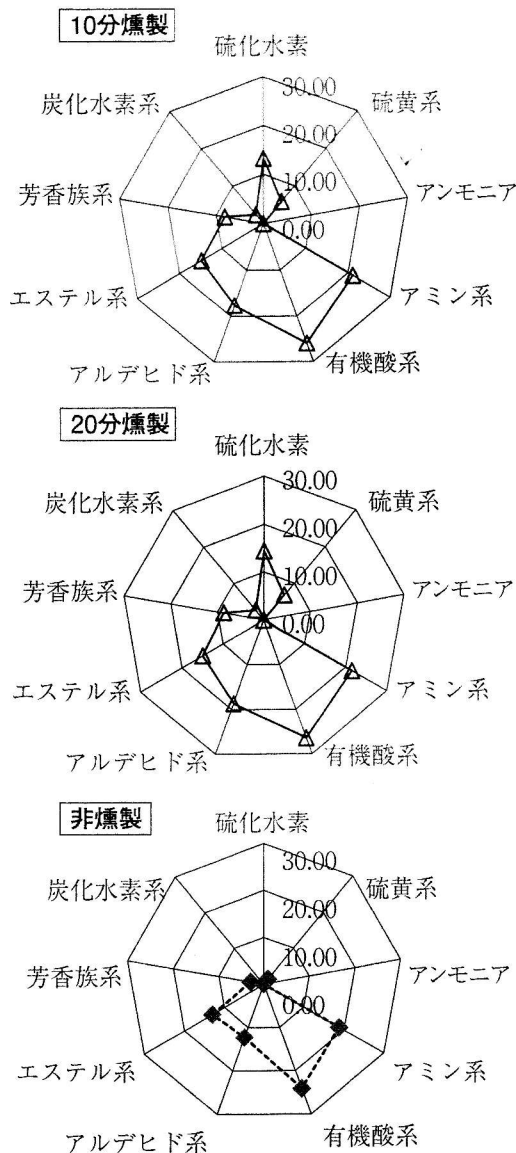 10分燻製
硫化水素
30.00
炭化水素系
硫黄系
20.00
芳香族系
10.00
アンモニア
0.00
エステル系
アミン系
アルデヒド系
有機酸系
20分燻製
硫化水素
30.00
炭化水素系
硫黄系
20.00
芳香族系
10.00
アンモニア
0.00
エステル系
アミン系
アルデヒド系
有機酸系
非燻製
硫化水素
30.00
炭化水素系
硫黄系
20.00
芳香族系
10.00
アンモニア
0.00
エステル系
アミン系
アルデヒド系
有機酸系